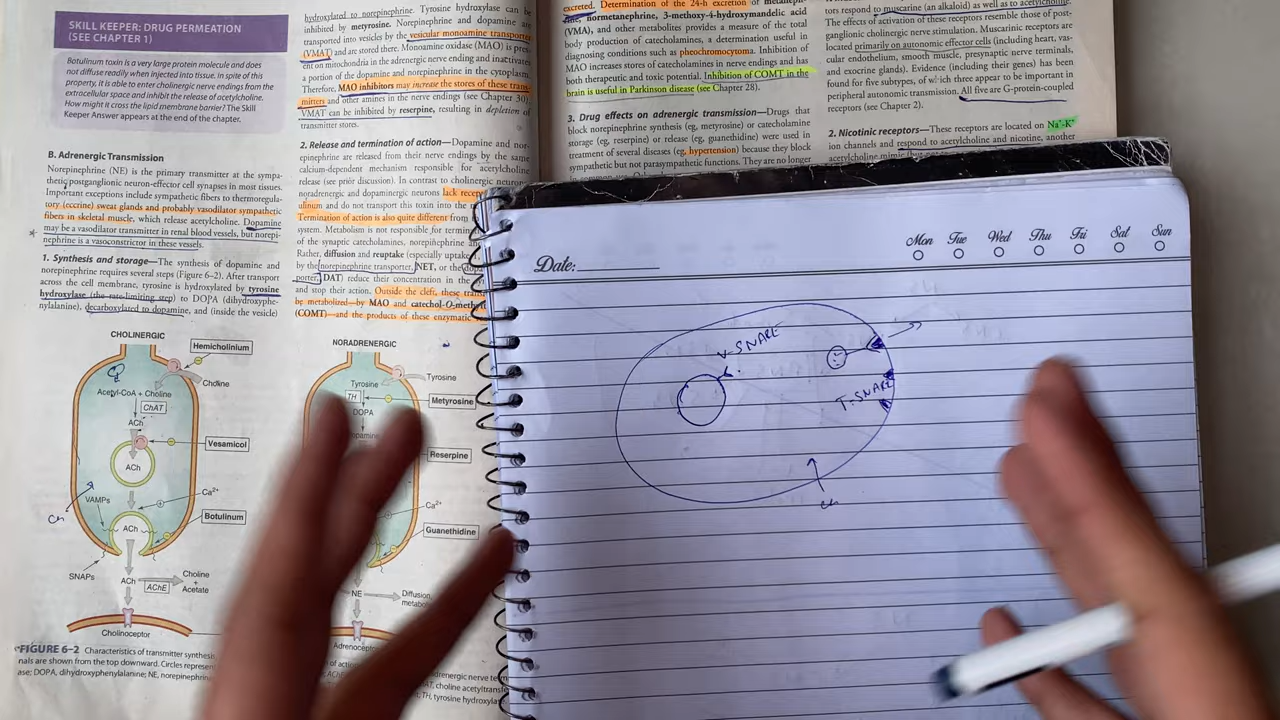 SKILL KEEPER: DRUG PERMEATION
(SEE CHAPTER 1)
Botulinum toxin is a very large protein molecule and does
not diffuse readily when injected into tissue. in spite of this
property, it is able to enter cholinergic nerve endings from the
extracellular space and inhibit the release of acetylcholine.
How might it cross the lipid membrane barrier? The Skill
Keeper Answer appears at the end of the chapter.
B. Adrenergic Transmission
Norepinephrine (NE) is the primary transmitter at the sympa-
thetic postganglionic neuron-effector cell synapses in most tissues.
Important exceptions include sympathetic fibers to thermoregula-
tory (eccrine) sweat glands and probably vasodilator sympathetic
fibers in skeletal muscle, which release acetylcholine. Dopamine
may be a vasodilator transmitter in renal blood vessels, but norepi-
nephrine is a vasoconstrictor in these vessels.
1. Synthesis and storage—The synthesis of dopamine and
norepinephrine requires several steps (Figure 6–2). After transport
across the cell membrane, tyrosine is hydroxylated by tyrosine
hydroxylase (the rate-limiting step) to DOPA (dihydroxyphe-
nylalanine), decarboxylated to dopamine, and (inside the vesicle)
CHOLINERGIC
Hemicholinium
Choline
Acetyl-CoA + Choline
ChAT
ACh
Vesamicol
ACh
Ca2+
VAMPs
Botulinum
ACh
SNAPs
ACh
AChE
Choline
+
Acetate
Cholinoceptor
FIGURE 6–2 Characteristics of transmitter synthesis
nals are shown from the top downward. Circles represen
ase; DOPA, dihydroxyphenylalanine; NE, norepinephrine
hydroxylated to norepinephrine. Tyrosine hydroxylase can be
inhibited by metyrosine. Norepinephrine and dopamine are
transported into vesicles by the vesicular monoamine transporter
(VMAT) and are stored there. Monoamine oxidase (MAO) is pres-
ent on mitochondria in the adrenergic nerve ending and inactivates
a portion of the dopamine and norepinephrine in the cytoplasm.
Therefore, MAO inhibitors may increase the stores of these trans-
mitters and other amines in the nerve endings (see Chapter 30).
VMAT can be inhibited by reserpine, resulting in depletion of
transmitter stores.
2. Release and termination of action—Dopamine and nor-
epinephrine are released from their nerve endings by the same
calcium-dependent mechanism responsible for acetylcholine
release (see prior discussion). In contrast to cholinergic neurons
noradrenergic and dopaminergic neurons lack recep
ulinum and do not transport this toxin into the
Termination of action is also quite different from
system. Metabolism is not responsible for termin
of the synaptic catecholamines, norepinephrine a
Rather, diffusion and reuptake (especially uptake
by the norepinephrine transporter, NET, or the dopa
porter, DAT) reduce their concentration in the
and stop their action. Outside the cleft, these trans
be metabolized—by MAO and catechol-O-meth
(COMT)—and the products of these enzymatic
NORADRENERGIC
Tyrosine
Tyrosine
TH
Metyrosine
DOPA
Reserpine
Ca2+
Guanethidine
NE
Diffusion,
Adrenocep
excreted. Determination of the 24-h excretion of
normetanephrine, 3-methoxy-4-hydroxymandelic acid
(VMA), and other metabolites provides a measure of the total
body production of catecholamines, a determination useful in
diagnosing conditions such as pheochromocytoma. Inhibition of
MAO increases stores of catecholamines in nerve endings and has
both therapeutic and toxic potential. Inhibition of COMT in the
brain is useful in Parkinson disease (see Chapter 28).
3. Drug effects on adrenergic transmission—Drugs that
block norepinephrine synthesis (eg, metyrosine) or catecholamine
storage (eg, reserpine) or release (eg, guanethidine) were used in
treatment of several diseases (eg, hypertension) because they block
sympathetic but not parasympathetic functions. They are no longer
tors respond to muscarine (an alkaloid) as well as to acetylcholine.
The effects of activation of these receptors resemble those of post-
ganglionic cholinergic nerve stimulation. Muscarinic receptors are
located primarily on autonomic effector cells (including heart, vas-
cular endothelium, smooth muscle, presynaptic nerve terminals,
and exocrine glands). Evidence (including their genes) has been
found for five subtypes, of which three appear to be important in
peripheral autonomic transmission. All five are G-protein-coupled
receptors (see Chapter 2).
2. Nicotinic receptors—These receptors are located on Na+-K+
ion channels and respond to acetylcholine and nicotine, another
Date:
Mon Tue Wed Thu Fri Sat Sun
V-SNARE
T-SNARE